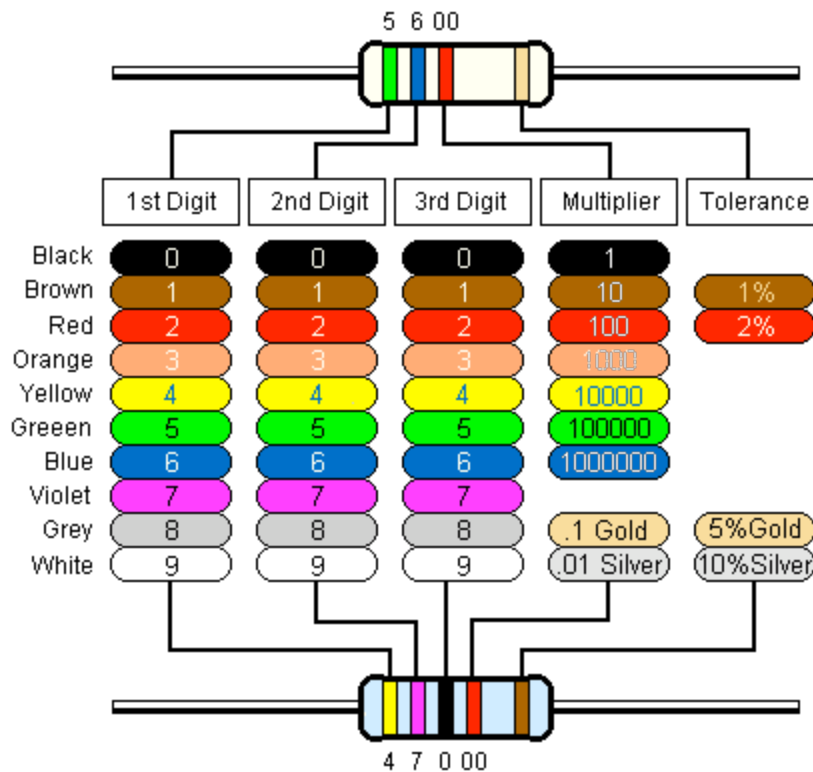 5 6 00
1st Digit 2nd Digit 3rd Digit Multiplier Tolerance
Black 0 0 0 1
Brown 1 1 1 10 1%
Red 2 2 2 100 2%
Orange 3 3 3 1000
Yellow 4 4 4 10000
Greeen 5 5 5 100000
Blue 6 6 6 1000000
Violet 7 7 7
Grey 8 8 8 .1 Gold 5%Gold
White 9 9 9 .01 Silver 10%Silver
4 7 0 00